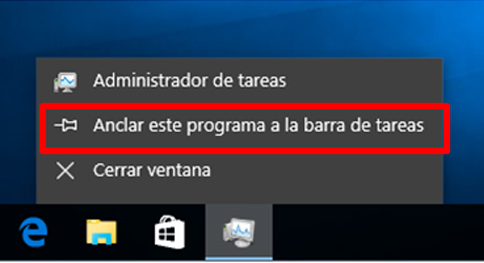 Administrador de tareas
Anclar este programa a la barra de tareas
Cerrar ventana